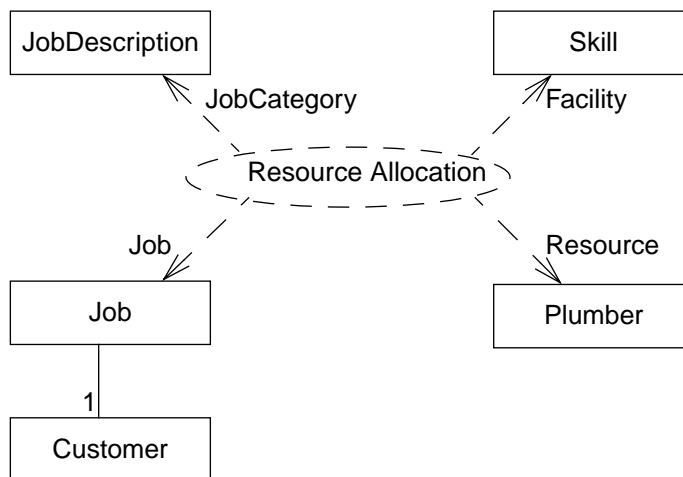 JobDescription
Skill
JobCategory
Facility
Resource Allocation
Job
Resource
Job
Plumber
1
Customer